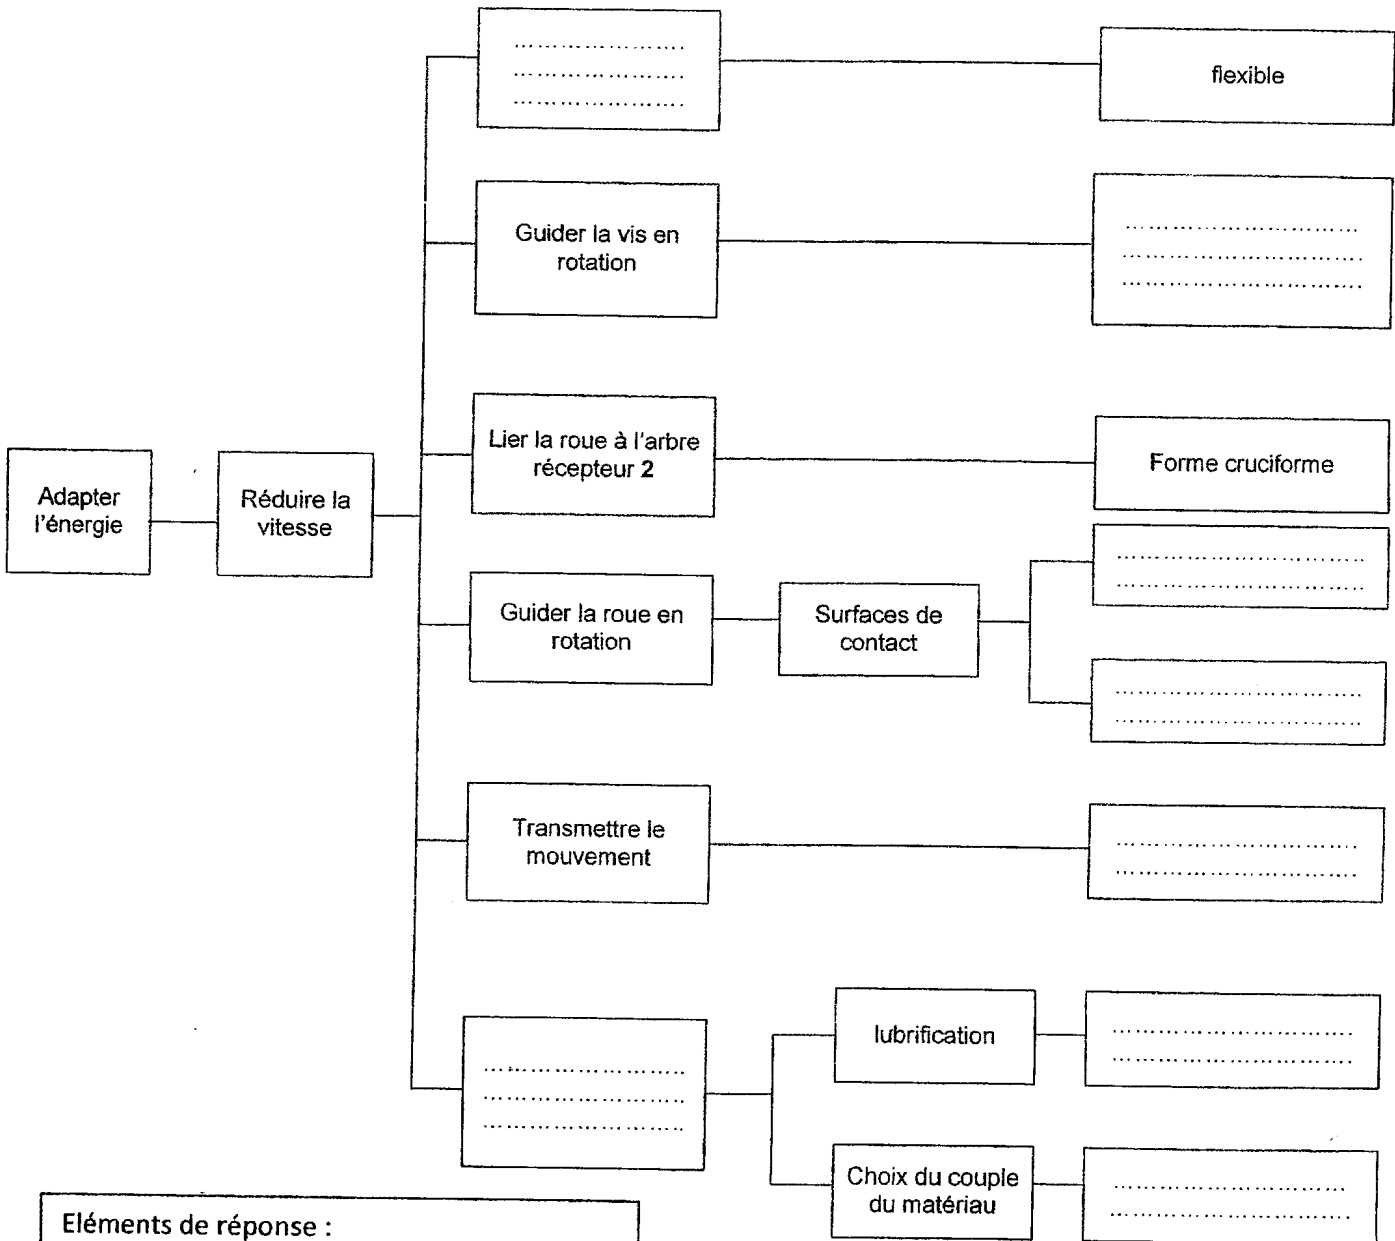 flexible
Guider la vis en
rotation
Lier la roue à l'arbre
récepteur 2
Forme cruciforme
Adapter
l'énergie
Réduire la
vitesse
Guider la roue en
rotation
Surfaces de
contact
Transmettre le
mouvement
lubrification
Choix du couple
du matériau
Eléments de réponse :